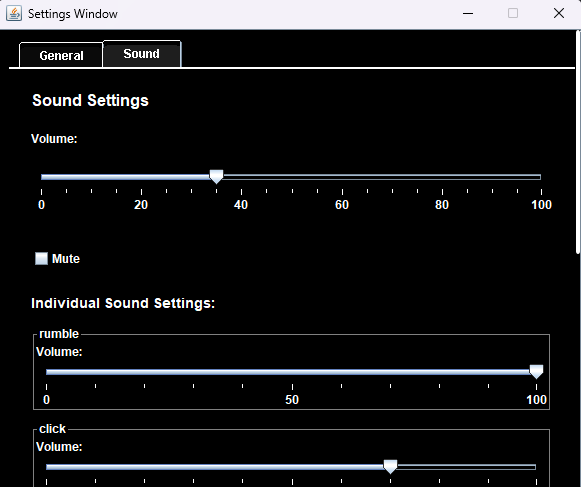 Settings Window
General Sound
Sound Settings
Volume:
0 20 40 60 80 100
Mute
Individual Sound Settings:
rumble
Volume:
0 50 100
click
Volume: